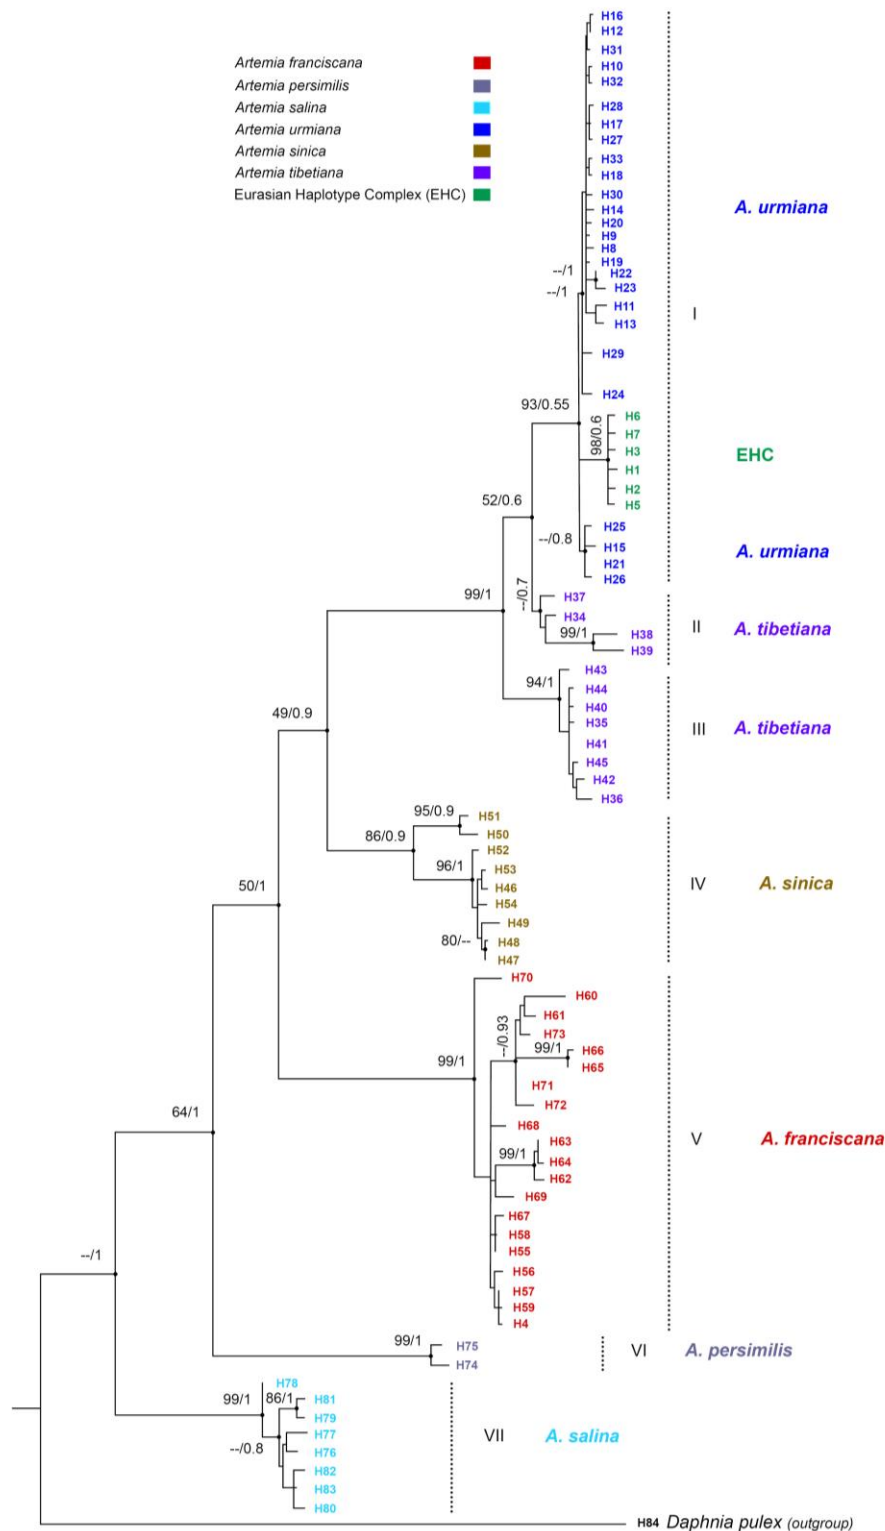 Artemia franciscana
Artemia persimilis
Artemia salina
Artemia urmiana
Artemia sinica
Artemia tibetiana
Eurasian Haplotype Complex (EHC)
H16
H12
H31
H10
H32
H28
H17
H27
H33
H18
H30
H14
H20
H9
H8
H19
H22
H23
H11
H13
H29
H24
--/1
--/1
A. urmiana
I
93/0.55
98/0.6
H6
H7
H3
H1
H2
H5
EHC
52/0.6
--/0.8
H25
H15
H21
H26
A. urmiana
99/1
--/0.7
H37
H34
99/1
H38
H39
II
A. tibetiana
94/1
H43
H44
H40
H35
H41
H45
H42
H36
III
A. tibetiana
49/0.9
86/0.9
95/0.9
H51
H50
96/1
H52
H53
H46
H54
H49
80/--
H48
H47
IV
A. sinica
50/1
99/1
H70
--/0.93
H60
H61
H73
99/1
H66
H65
H71
H72
H68
99/1
H63
H64
H62
H69
H67
H58
H55
H56
H57
H59
H4
V
A. franciscana
64/1
99/1
H75
H74
VI
A. persimilis
--/1
99/1
H78
86/1
H81
H79
--/0.8
H77
H76
H82
H83
H80
VII
A. salina
H84 Daphnia pulex (outgroup)